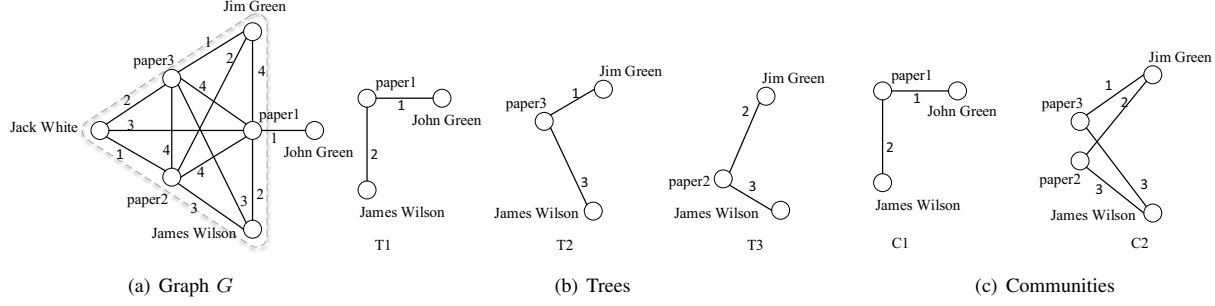 Jim Green
1
paper3
2
4
4
2
Jack White
3
paper1
1
John Green
1
4
4
paper2
3
3
2
James Wilson
(a) Graph G
paper1
1
John Green
2
James Wilson
T1
Jim Green
1
paper3
3
James Wilson
T2
Jim Green
2
paper2
3
James Wilson
T3
(b) Trees
paper1
1
John Green
2
James Wilson
C1
Jim Green
1
2
paper3
paper2
3
3
James Wilson
C2
(c) Communities